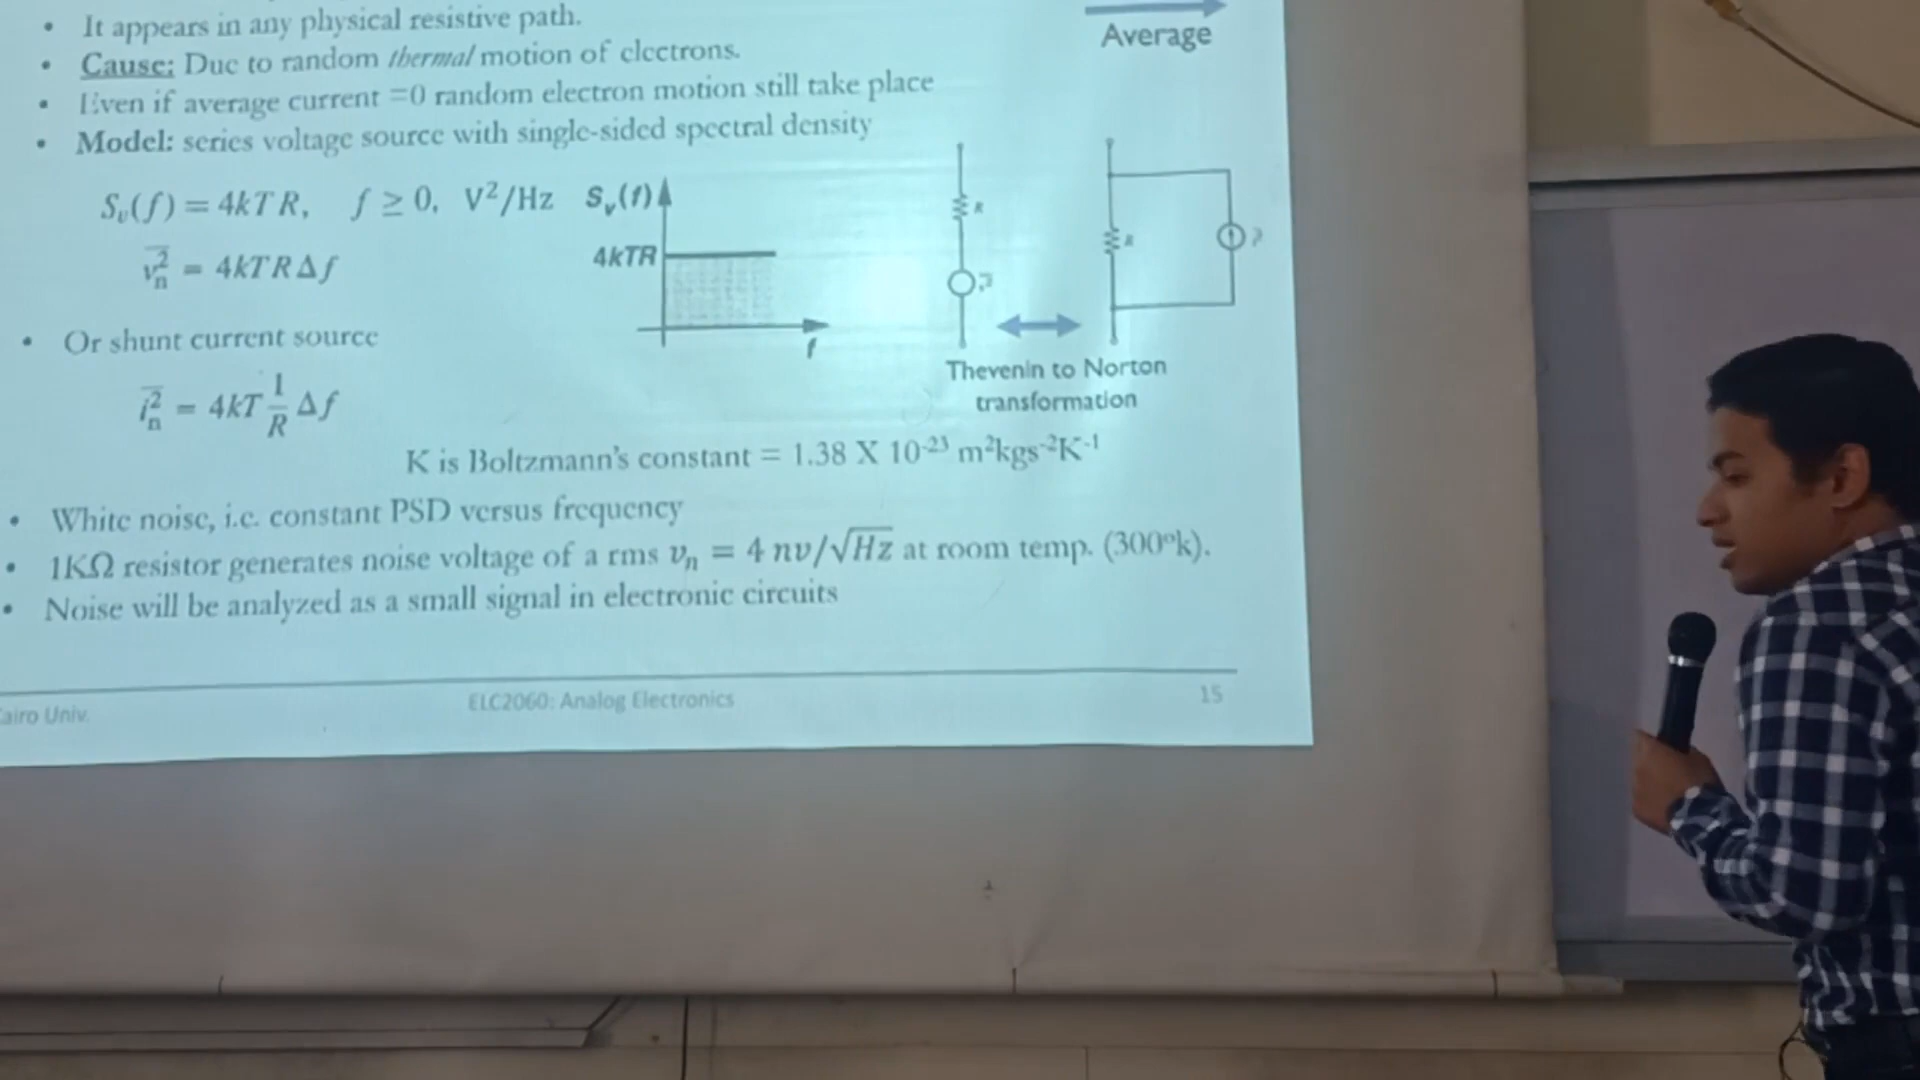 • It appears in any physical resistive path.
Average
• Cause: Due to random thermal motion of electrons.
• Even if average current =0 random electron motion still take place
• Model: series voltage source with single-sided spectral density
Sᵥ(f) = 4kTR, f ≥ 0, V²/Hz
Sᵥ(f)
4kTR
f
R
R
v̅ₙ² = 4kTRΔf
• Or shunt current source
Thevenin to Norton
transformation
i̅ₙ² = 4kT 1/R Δf
K is Boltzmann's constant = 1.38 X 10⁻²³ m²kgs⁻²K⁻¹
• White noise, i.e. constant PSD versus frequency
• 1KΩ resistor generates noise voltage of a rms vₙ = 4 nv/√Hz at room temp. (300ºk).
• Noise will be analyzed as a small signal in electronic circuits
airo Univ.
ELC2060: Analog Electronics
15